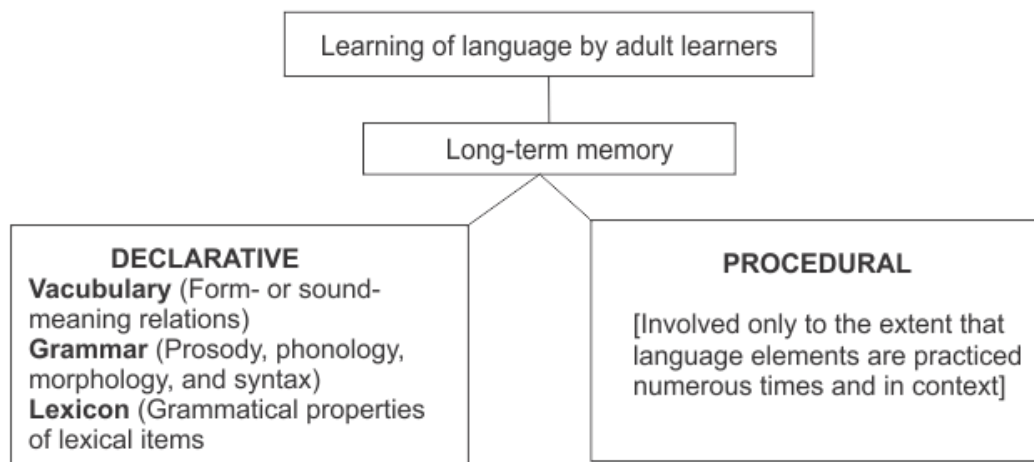 Learning of language by adult learners
Long-term memory
DECLARATIVE
Vacubulary (Form- or sound-
meaning relations)
Grammar (Prosody, phonology,
morphology, and syntax)
Lexicon (Grammatical properties
of lexical items
PROCEDURAL
[Involved only to the extent that
language elements are practiced
numerous times and in context]